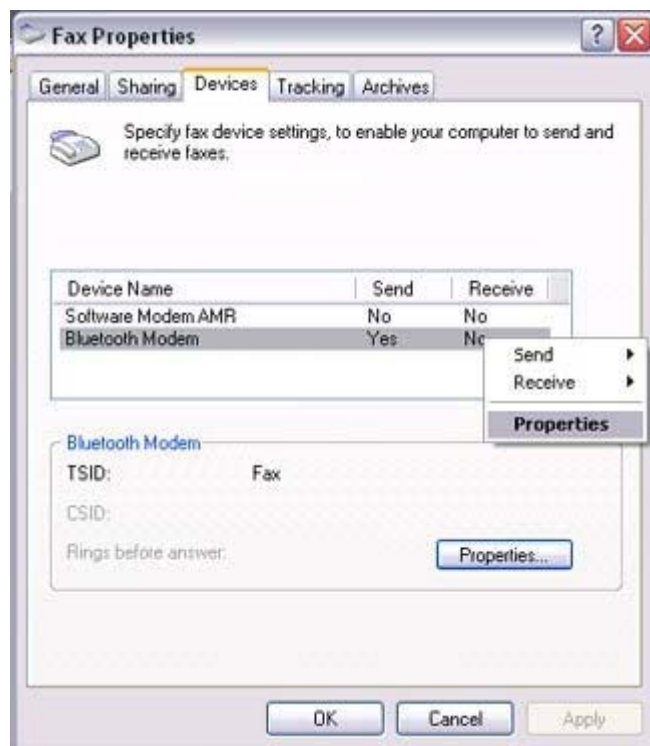 Fax Properties
General Sharing Devices Tracking Archives
Specify fax device settings, to enable your computer to send and
receive faxes.
Device Name Send Receive
Software Modem AMR No No
Bluetooth Modem Yes No
Send
Receive
Properties
Bluetooth Modem
TSID: Fax
CSID:
Rings before answer:
Properties...
OK Cancel Apply